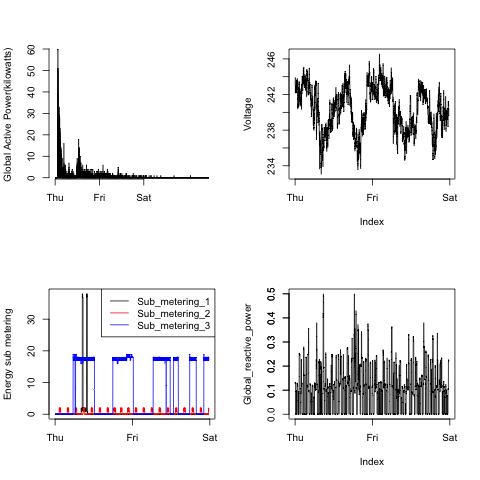 Global Active Power(kilowatts)
0 10 20 30 40 50 60
Thu Fri Sat
Voltage
234 238 242 246
Thu Fri Sat
Index
Energy sub metering
0 10 20 30
Sub_metering_1
Sub_metering_2
Sub_metering_3
Thu Fri Sat
Global_reactive_power
0.0 0.1 0.2 0.3 0.4 0.5
Thu Fri Sat
Index